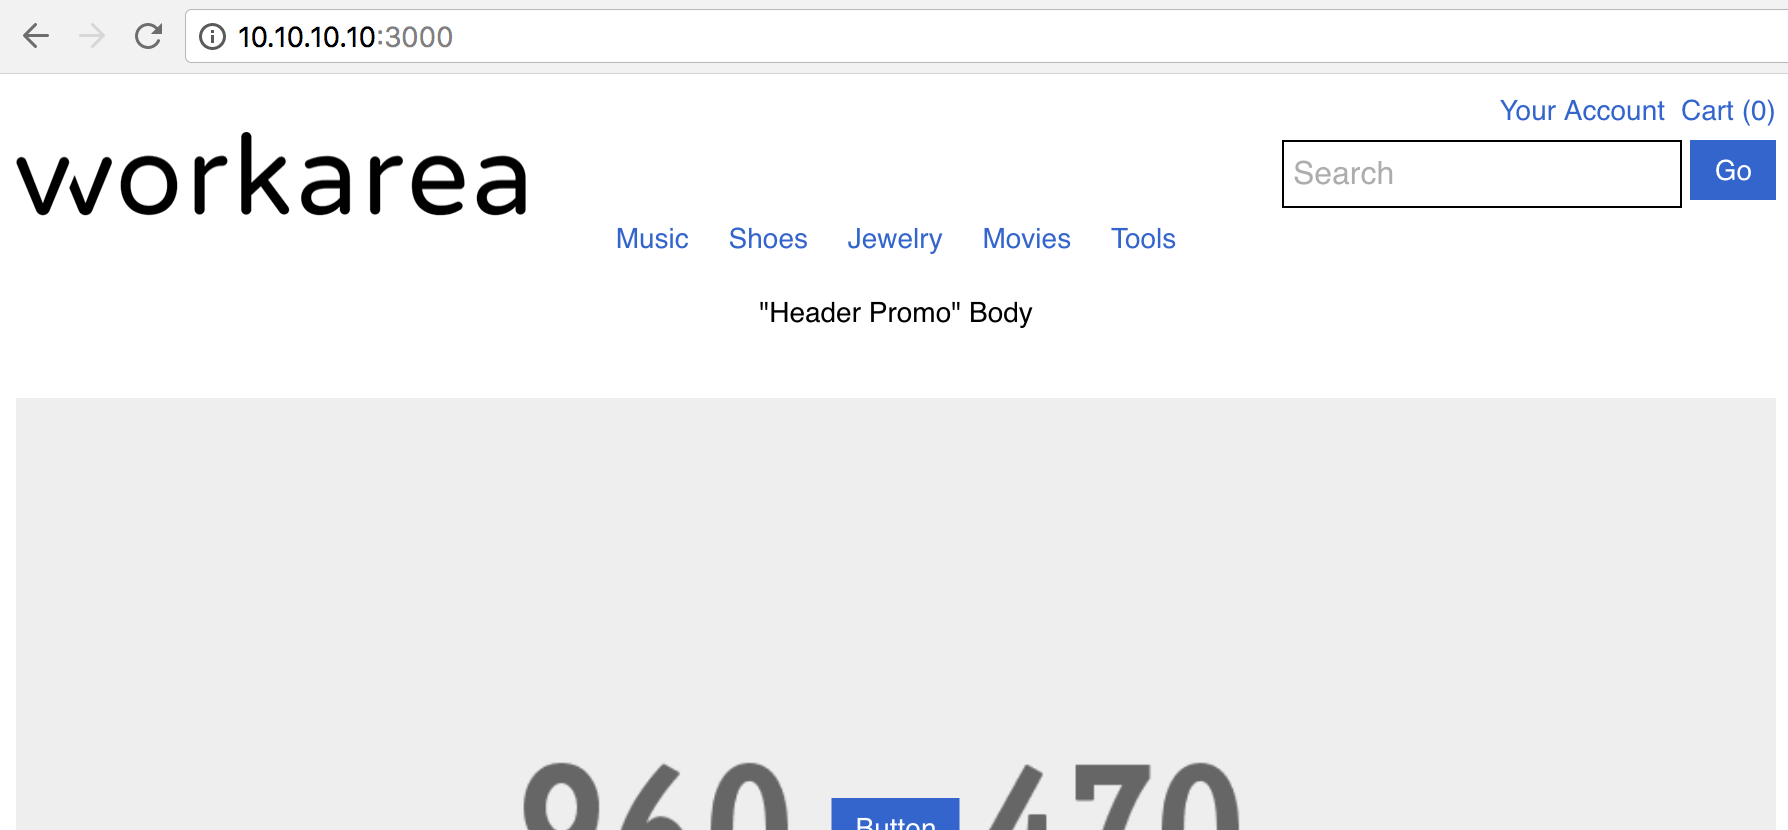 10.10.10.10:3000
Your Account Cart (0)
workarea
Search Go
Music Shoes Jewelry Movies Tools
"Header Promo" Body
960 470
Button